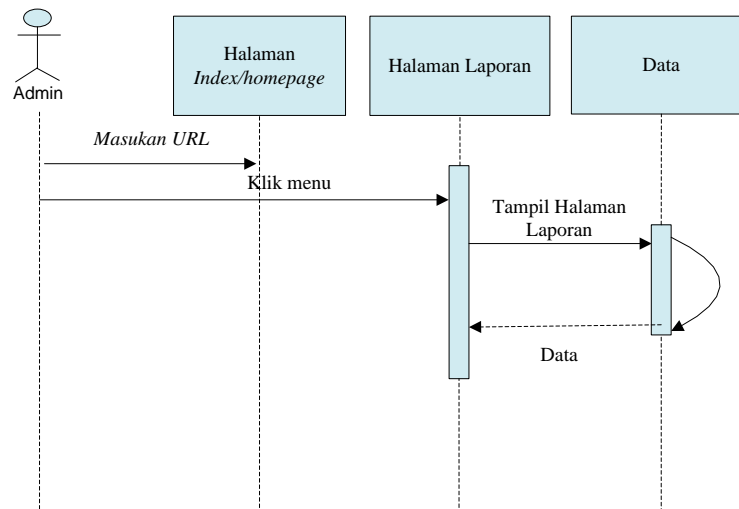 Halaman
Index/homepage
Halaman Laporan
Data
Admin
Masukan URL
Klik menu
Tampil Halaman
Laporan
Data